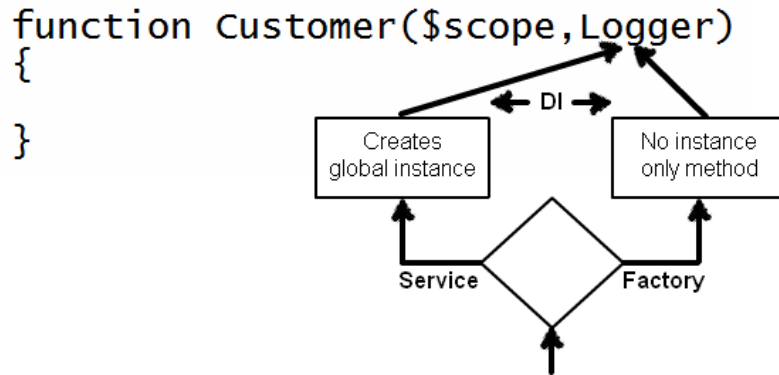 function Customer($scope,Logger)
{
}
DI
Creates
global instance
No instance
only method
Service
Factory